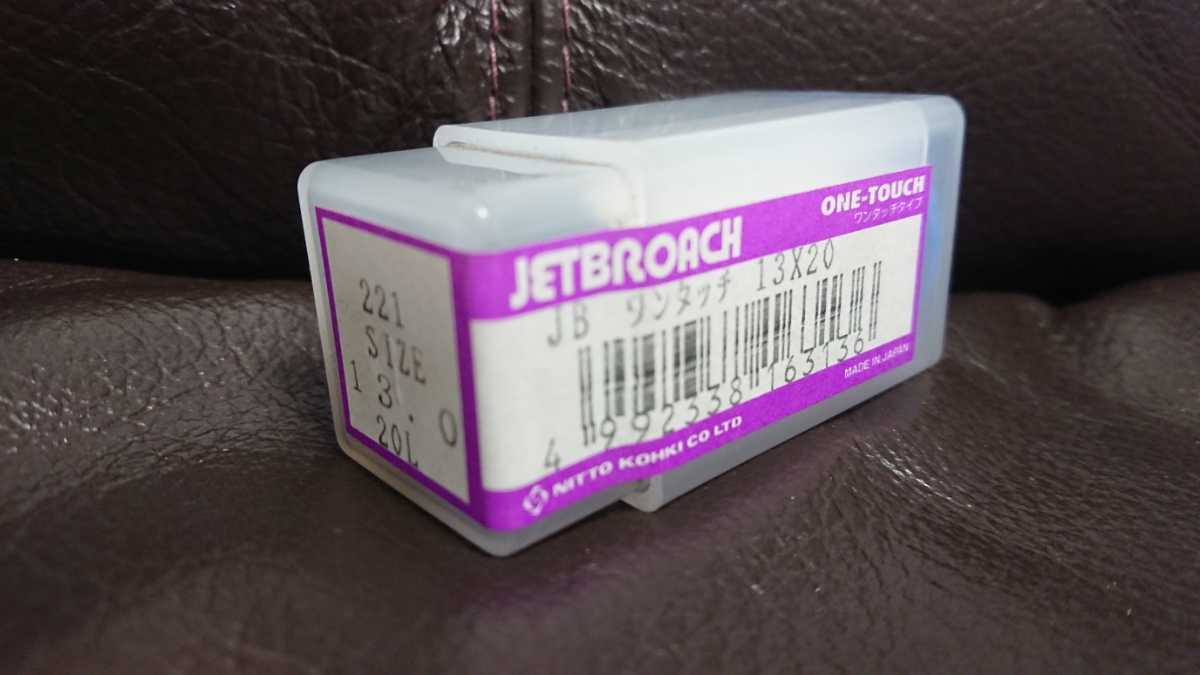 221
SIZE
13.0
20L
JETBROACH
ONE-TOUCH
ワンタッチタイプ
JB ワンタッチ 13X20
4 992338 163136
MADE IN JAPAN
NITTO KOHKI CO LTD